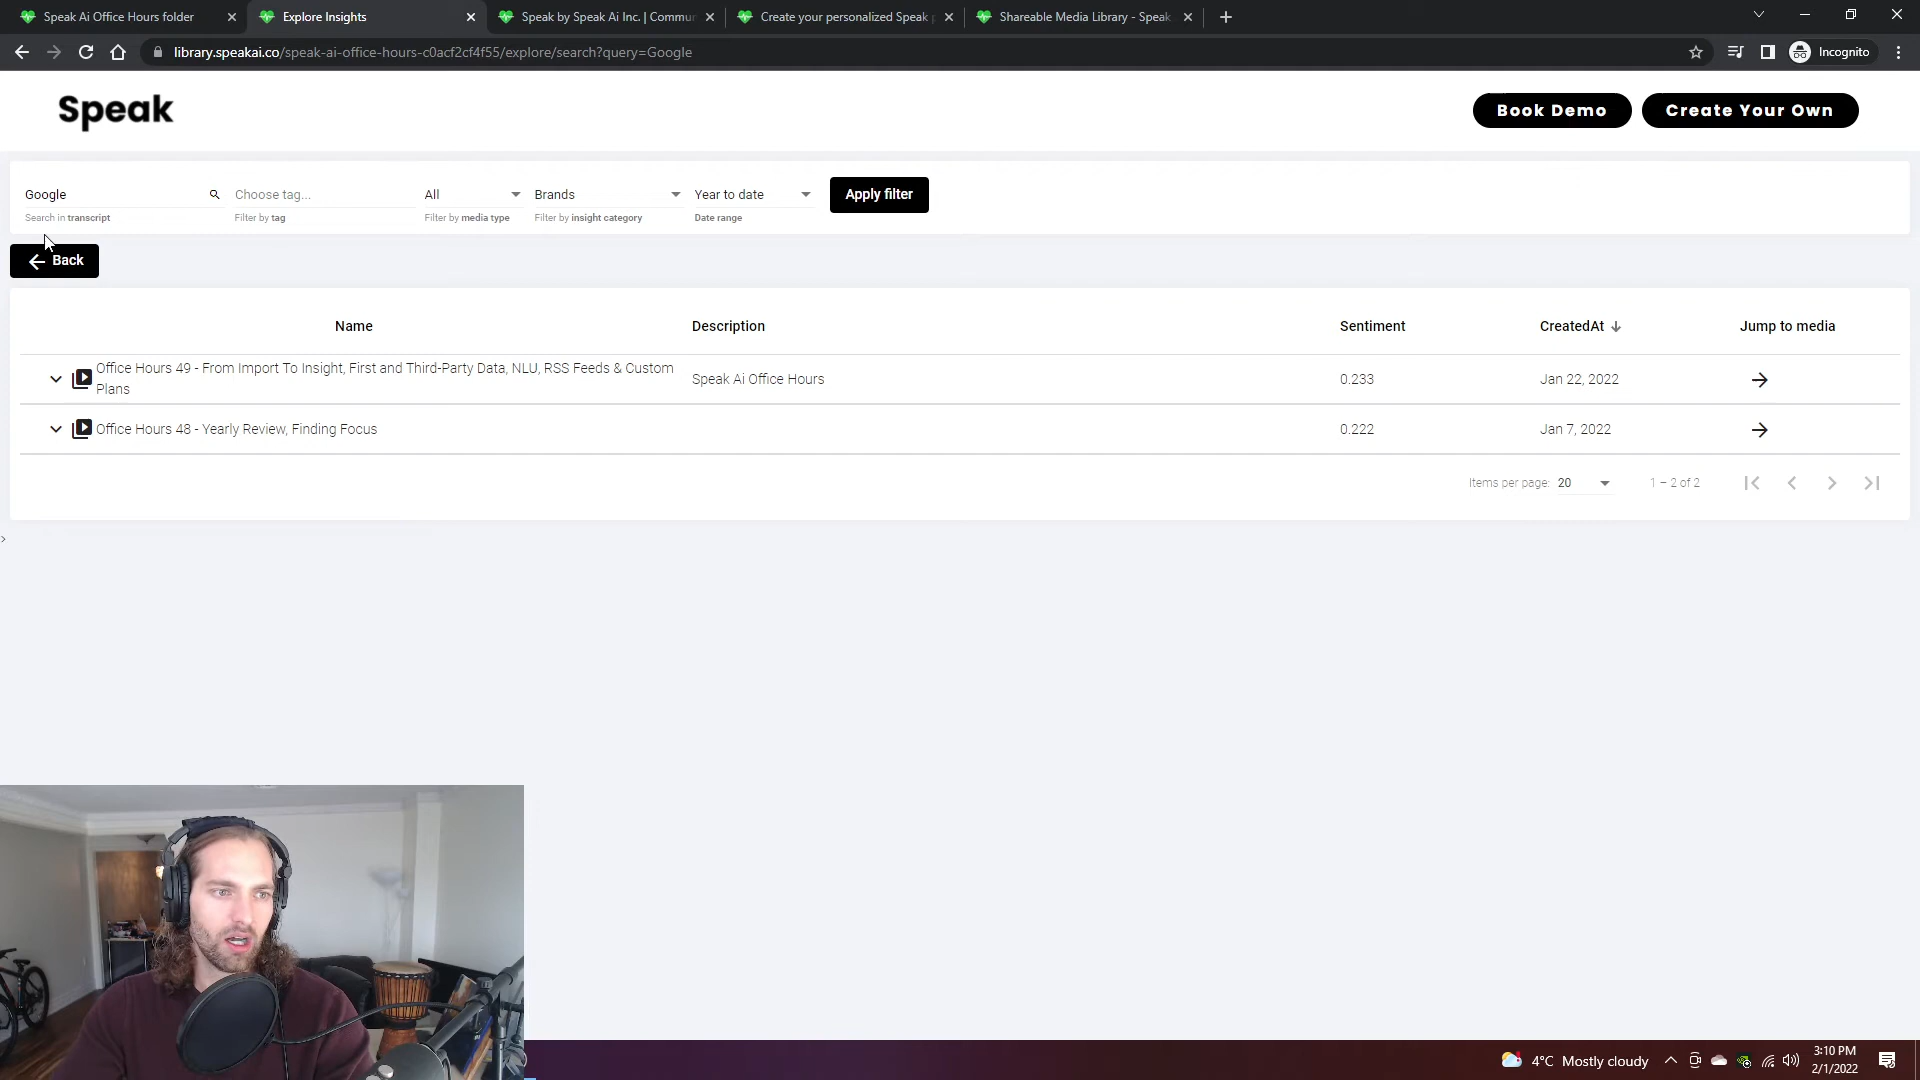 Speak Ai Office Hours folder
Explore Insights
Speak by Speak Ai Inc. | Commun
Create your personalized Speak p
Shareable Media Library - Speak
library.speakai.co/speak-ai-office-hours-c0acf2cf4f55/explore/search?query=Google
Incognito
Speak
Book Demo
Create Your Own
Google
Choose tag...
All
Brands
Year to date
Apply filter
Search in transcript
Filter by tag
Filter by media type
Filter by insight category
Date range
Back
Name
Description
Sentiment
CreatedAt
Jump to media
Office Hours 49 - From Import To Insight, First and Third-Party Data, NLU, RSS Feeds & Custom
Plans
Speak Ai Office Hours
0.233
Jan 22, 2022
Office Hours 48 - Yearly Review, Finding Focus
0.222
Jan 7, 2022
Items per page: 20
1 – 2 of 2
>
4°C Mostly cloudy
3:10 PM
2/1/2022